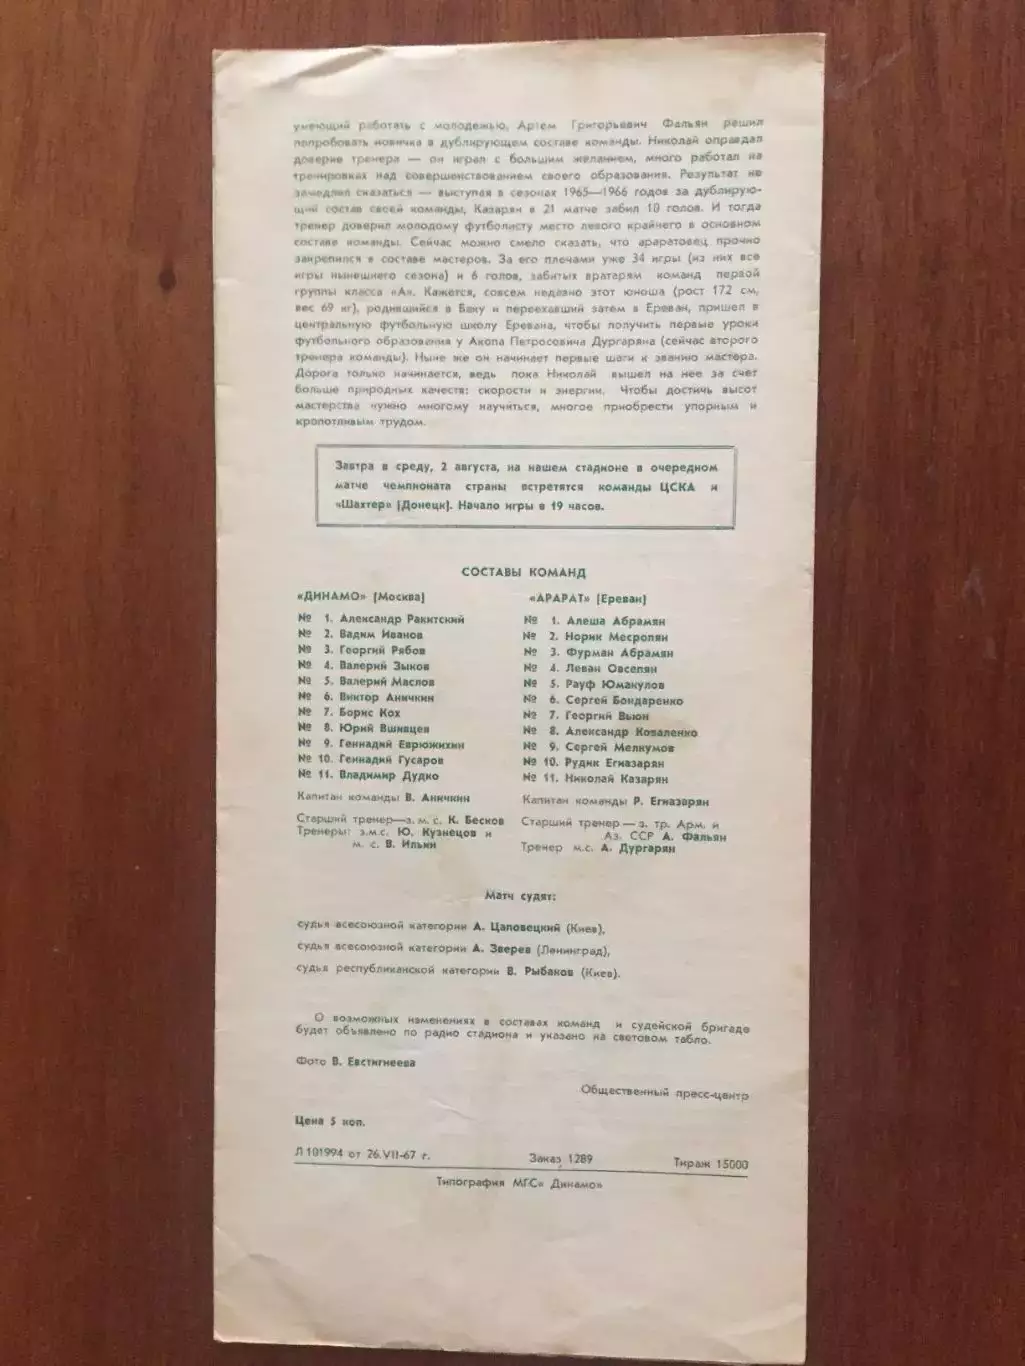 умеющий работать с молодежью, Артем Григорьевич Фальян решил
попробовать новичка в дублирующем составе команды. Николай оправдал
доверие тренера — он играл с большим желанием, много работал на
тренировках над совершенствованием своего образования. Результат не
замедлил сказаться — выступая в сезонах 1965—1966 годов за дублирую-
щий состав своей команды, Казарян в 21 матче забил 10 голов. И тогда
тренер доверил молодому футболисту место левого крайнего в основном
составе команды. Сейчас можно смело сказать, что араратовец прочно
закрепился в составе мастеров. За его плечами уже 34 игры (из них все
игры нынешнего сезона) и 6 голов, забитых вратарям команд первой
группы класса «А». Кажется, совсем недавно этот юноша (рост 172 см,
вес 69 кг), родившийся в Баку и переехавший затем в Ереван, пришел в
центральную футбольную школу Еревана, чтобы получить первые уроки
футбольного образования у Акопа Петросовича Дургаряна (сейчас второго
тренера команды). Ныне же он начинает первые шаги к званию мастера.
Дорога только начинается, ведь пока Николай вышел на нее за счет
больше природных качеств: скорости и энергии. Чтобы достичь высот
мастерства нужно многому научиться, многое приобрести упорным и
кропотливым трудом.
Завтра в среду, 2 августа, на нашем стадионе в очередном
матче чемпионата страны встретятся команды ЦСКА и
«Шахтер» [Донецк]. Начало игры в 19 часов.
СОСТАВЫ КОМАНД
«ДИНАМО» [Москва]
№ 1. Александр Ракитский
№ 2. Вадим Иванов
№ 3. Георгий Рябов
№ 4. Валерий Зыков
№ 5. Валерий Маслов
№ 6. Виктор Аничкин
№ 7. Борис Кох
№ 8. Юрий Вшивцев
№ 9. Геннадий Еврюжихин
№ 10. Геннадий Гусаров
№ 11. Владимир Дудко
Капитан команды В. Аничкин
Старший тренер—з. м. с. К. Бесков
Тренеры: з.м.с. Ю. Кузнецов и
м. с. В. Ильин
«АРАРАТ» [Ереван]
№ 1. Алеша Абрамян
№ 2. Норик Месропян
№ 3. Фурман Абрамян
№ 4. Леван Овсепян
№ 5. Рауф Юмакулов
№ 6. Сергей Бондаренко
№ 7. Георгий Вьюн
№ 8. Александр Коваленко
№ 9. Сергей Мелкумов
№ 10. Рудик Егиазарян
№ 11. Николай Казарян
Капитан команды Р. Егиазарян
Старший тренер — з. тр. Арм. и
Аз. ССР А. Фальян
Тренер м.с. А. Дургарян
Матч судят:
судья всесоюзной категории А. Цаповецкий (Киев),
судья всесоюзной категории А. Зверев (Ленинград),
судья республиканской категории В. Рыбаков (Киев).
О возможных изменениях в составах команд и судейской бригаде
будет объявлено по радио стадиона и указано на световом табло.
Фото В. Евстигнеева
Общественный пресс-центр
Цена 5 коп.
Л 101994 от 26.VII-67 г. Заказ 1289 Тираж 15000
Типография МГС« Динамо»